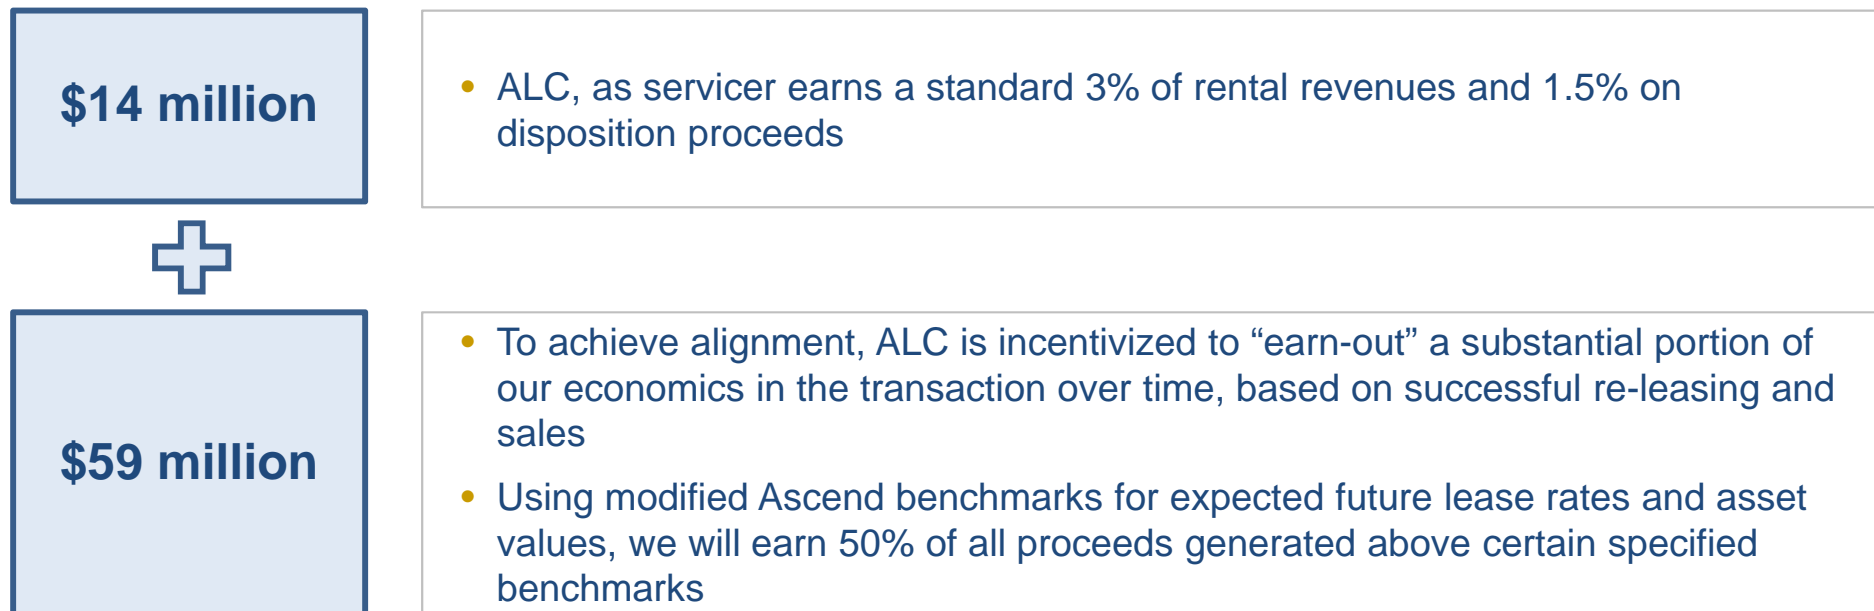 $14 million
• ALC, as servicer earns a standard 3% of rental revenues and 1.5% on
disposition proceeds
$59 million
• To achieve alignment, ALC is incentivized to “earn-out” a substantial portion of
our economics in the transaction over time, based on successful re-leasing and
sales
• Using modified Ascend benchmarks for expected future lease rates and asset
values, we will earn 50% of all proceeds generated above certain specified
benchmarks